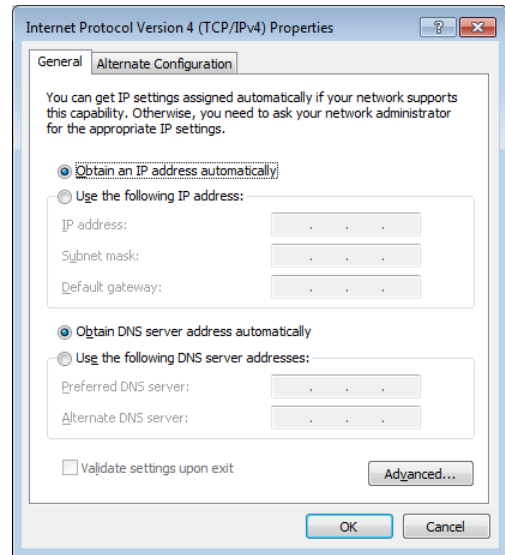 Internet Protocol Version 4 (TCP/IPv4) Properties
General
Alternate Configuration
You can get IP settings assigned automatically if your network supports
this capability. Otherwise, you need to ask your network administrator
for the appropriate IP settings.
Obtain an IP address automatically
Use the following IP address:
IP address:
Subnet mask:
Default gateway:
Obtain DNS server address automatically
Use the following DNS server addresses:
Preferred DNS server:
Alternate DNS server:
Validate settings upon exit
Advanced...
OK
Cancel